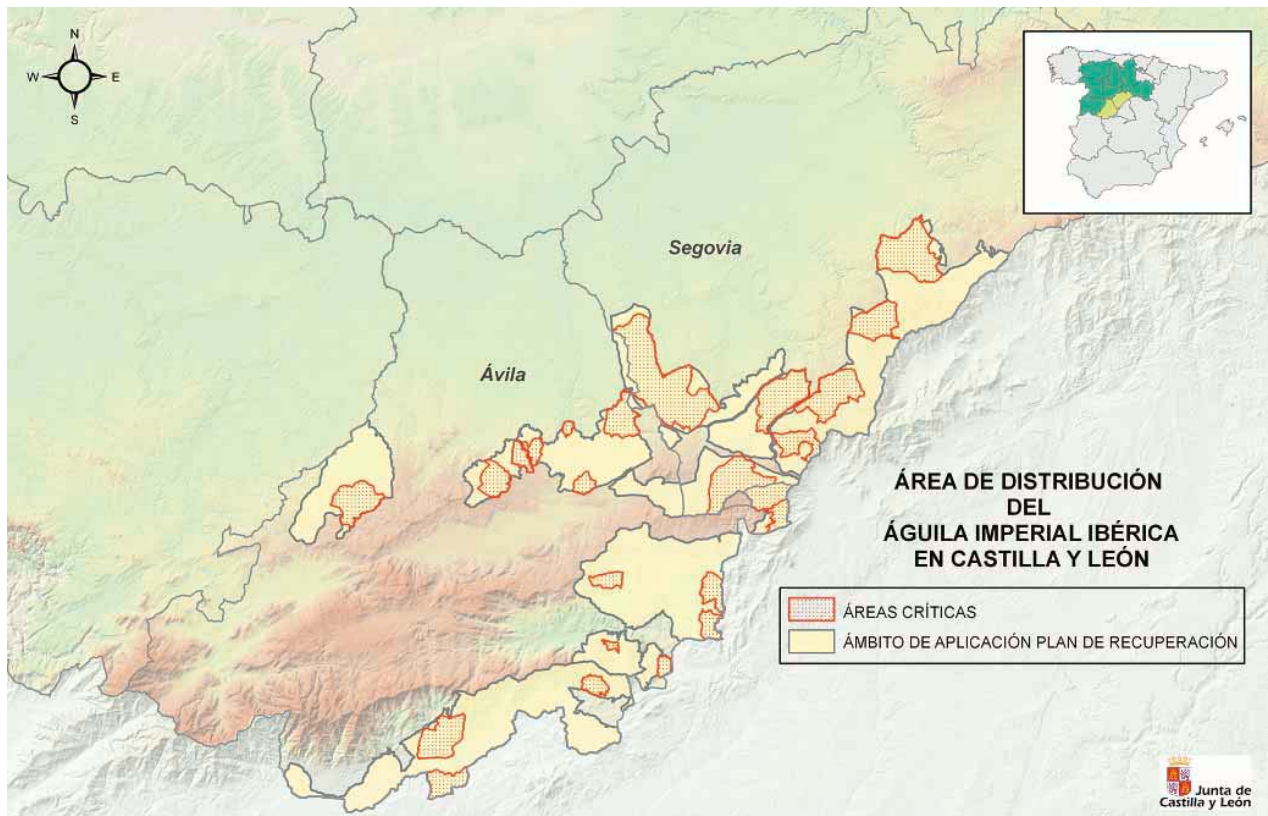 N
W E
S
Segovia
Ávila
ÁREA DE DISTRIBUCIÓN
DEL
ÁGUILA IMPERIAL IBÉRICA
EN CASTILLA Y LEÓN
ÁREAS CRÍTICAS
ÁMBITO DE APLICACIÓN PLAN DE RECUPERACIÓN
Junta de
Castilla y León